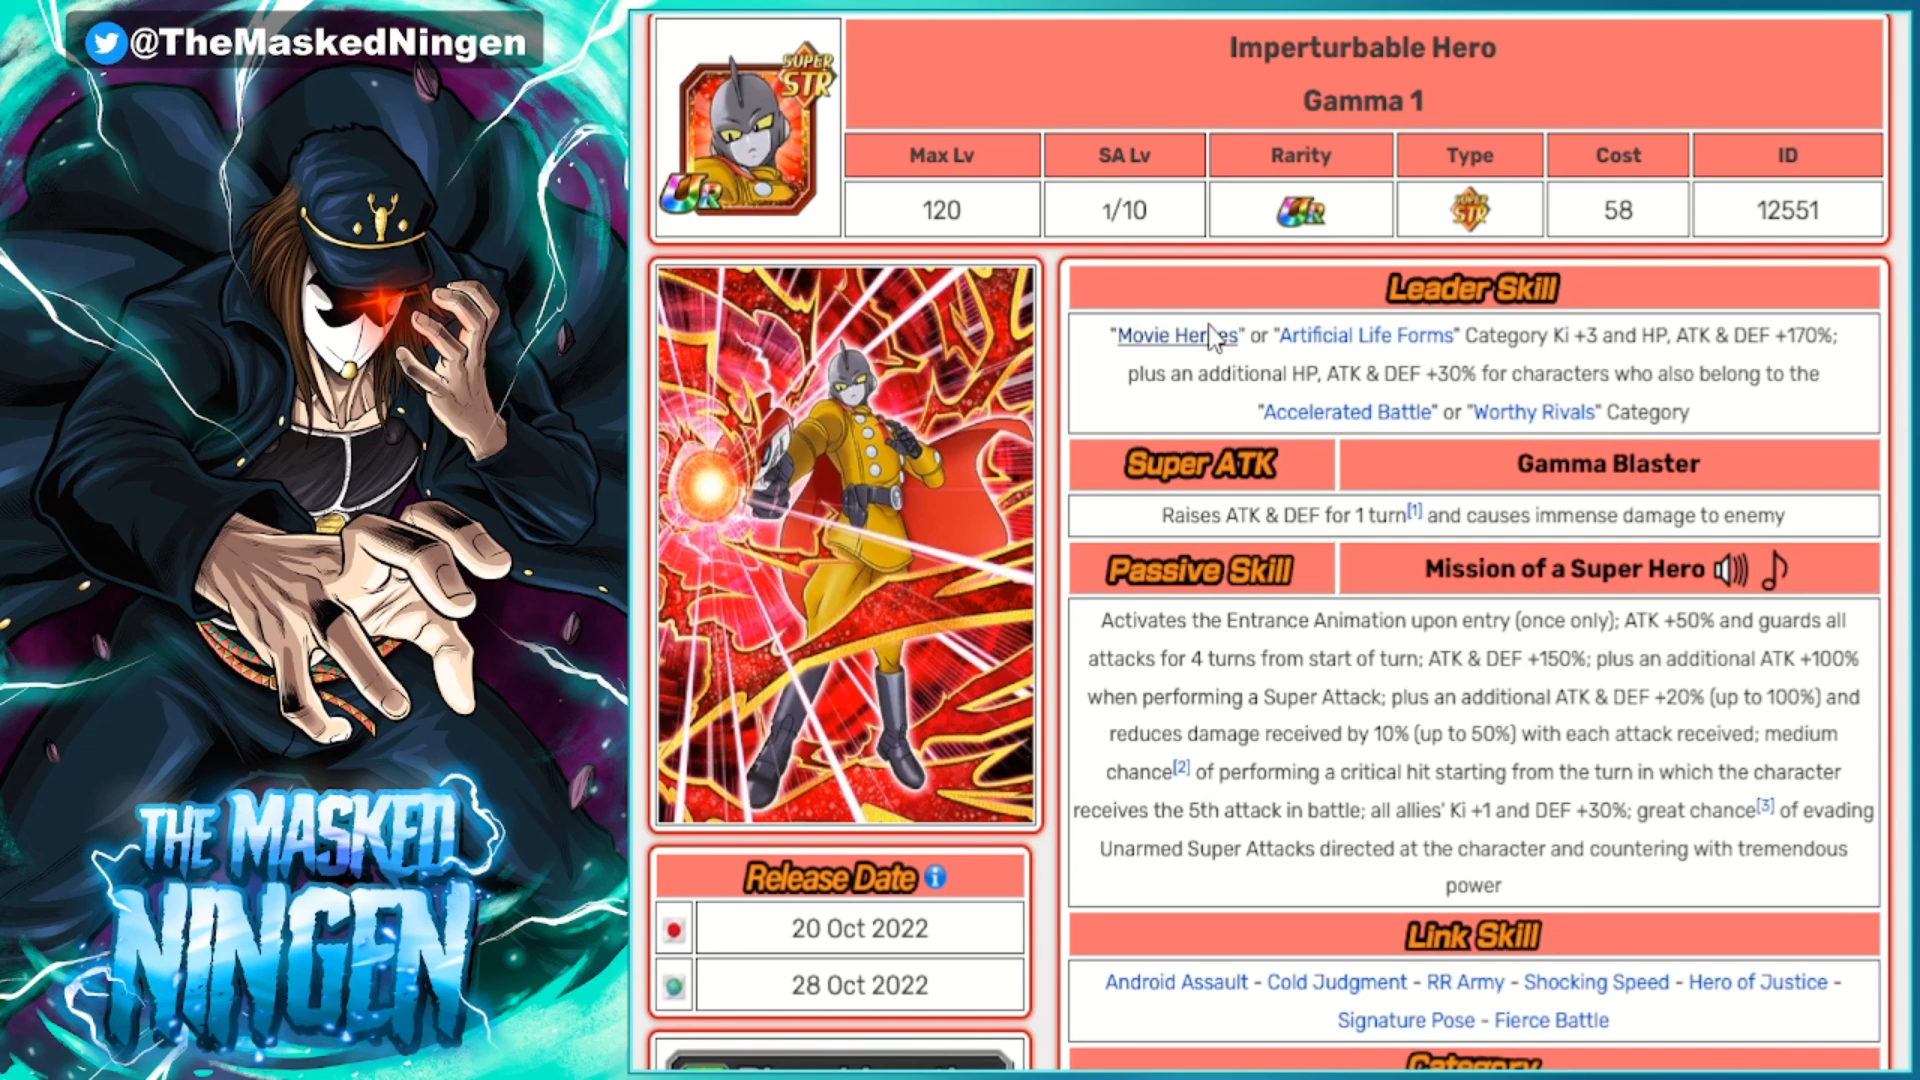 @TheMaskedNingen
THE MASKED
NINGEN
SUPER
STR
UR
Imperturbable Hero
Gamma 1
Max Lv
SA Lv
Rarity
Type
Cost
ID
120
1/10
UR
SUPER
STR
58
12551
Leader Skill
"Movie Heroes" or "Artificial Life Forms" Category Ki +3 and HP, ATK & DEF +170%;
plus an additional HP, ATK & DEF +30% for characters who also belong to the
"Accelerated Battle" or "Worthy Rivals" Category
Super ATK
Gamma Blaster
Raises ATK & DEF for 1 turn[1] and causes immense damage to enemy
Passive Skill
Mission of a Super Hero
Activates the Entrance Animation upon entry (once only); ATK +50% and guards all
attacks for 4 turns from start of turn; ATK & DEF +150%; plus an additional ATK +100%
when performing a Super Attack; plus an additional ATK & DEF +20% (up to 100%) and
reduces damage received by 10% (up to 50%) with each attack received; medium
chance[2] of performing a critical hit starting from the turn in which the character
receives the 5th attack in battle; all allies' Ki +1 and DEF +30%; great chance[3] of evading
Unarmed Super Attacks directed at the character and countering with tremendous
power
Release Date
20 Oct 2022
28 Oct 2022
Link Skill
Android Assault - Cold Judgment - RR Army - Shocking Speed - Hero of Justice -
Signature Pose - Fierce Battle
Category